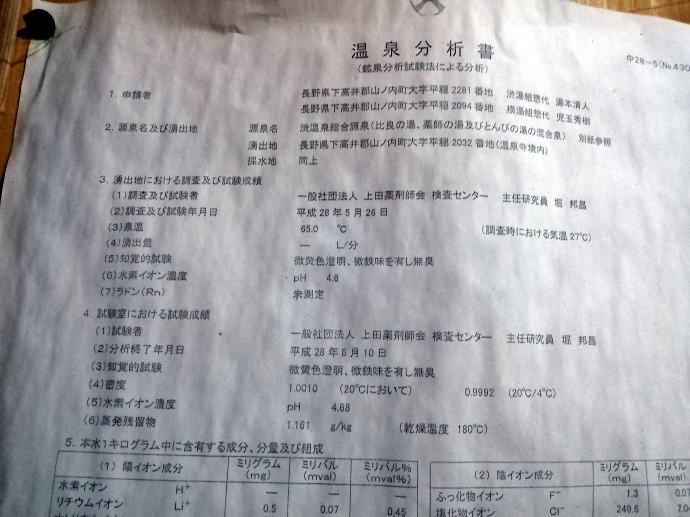 温泉分析書
(鉱泉分析試験法による分析)
中28-5(No.430
1. 申請者 長野県下高井郡山ノ内町大字平穏 2281 番地 渋湯組惣代 湯本清人
長野県下高井郡山ノ内町大字平穏 2094 番地 横湯組惣代 児玉秀樹
2. 源泉名及び湧出地 源泉名 渋温泉総合源泉(比良の湯、薬師の湯及びとんびの湯の混合泉) 別紙参照
湧出地 長野県下高井郡山ノ内町大字平穏 2032 番地(温泉寺境内)
採水地 同上
3. 湧出地における調査及び試験成績
(1)調査及び試験者 一般社団法人 上田薬剤師会 検査センター 主任研究員 堀 邦昌
(2)調査及び試験年月日 平成 28 年 5 月 26 日
(3)泉温 65.0 ℃ (調査時における気温 27℃)
(4)湧出量 — L/分
(5)知覚的試験 微黄色澄明、微鉄味を有し無臭
(6)水素イオン濃度 pH 4.6
(7)ラドン(Rn) 未測定
4. 試験室における試験成績
(1)試験者 一般社団法人 上田薬剤師会 検査センター 主任研究員 堀 邦昌
(2)分析終了年月日 平成 28 年 6 月 10 日
(3)知覚的試験 微黄色澄明、微鉄味を有し無臭
(4)密度 1.0010 (20℃において) 0.9992 (20℃/4℃)
(5)水素イオン濃度 pH 4.68
(6)蒸発残留物 1.161 g/kg (乾燥温度 180℃)
5. 本水1キログラム中に含有する成分、分量及び組成
(1) 陽イオン成分 ミリグラム (mg) ミリバル (mval) ミリバル% (mval%)
水素イオン H⁺ — — —
リチウムイオン Li⁺ 0.5 0.07 0.45
(2) 陰イオン成分 ミリグラム (mg) ミリ (mva
ふっ化物イオン F⁻ 1.3 0.07
塩化物イオン Cl⁻ 249.6 7.0